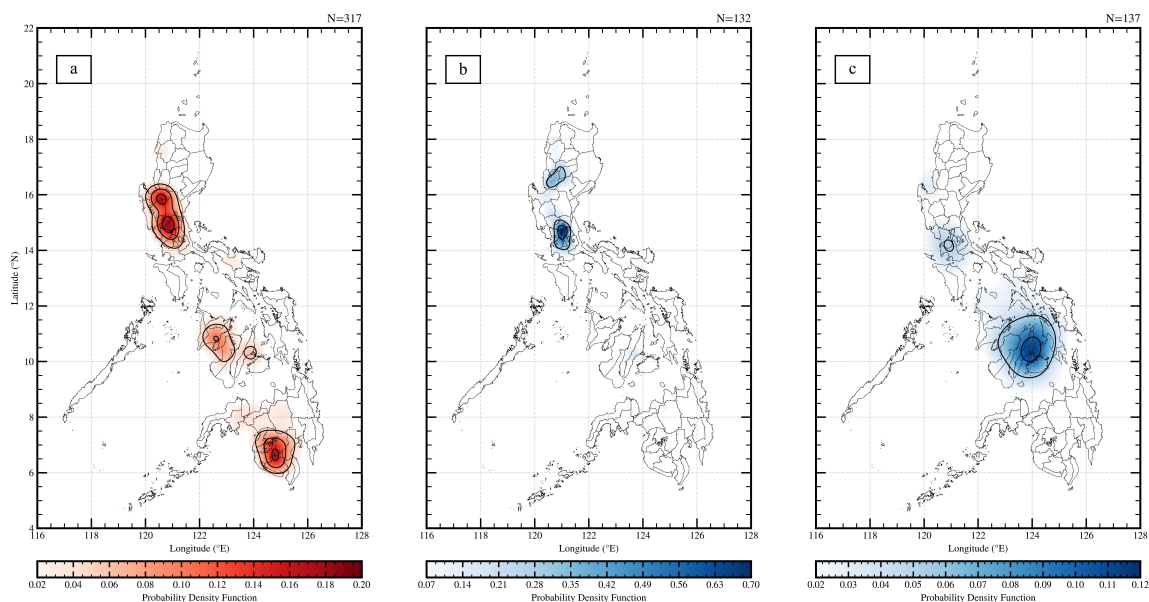 N=317
N=132
N=137
a
b
c
22
20
18
16
14
12
10
8
6
4
Latitude (°N)
116 118 120 122 124 126 128
116 118 120 122 124 126 128
116 118 120 122 124 126 128
Longitude (°E)
Longitude (°E)
Longitude (°E)
0.02 0.04 0.06 0.08 0.10 0.12 0.14 0.16 0.18 0.20
0.07 0.14 0.21 0.28 0.35 0.42 0.49 0.56 0.63 0.70
0.02 0.03 0.04 0.06 0.07 0.08 0.09 0.10 0.11 0.12
Probability Density Function
Probability Density Function
Probability Density Function